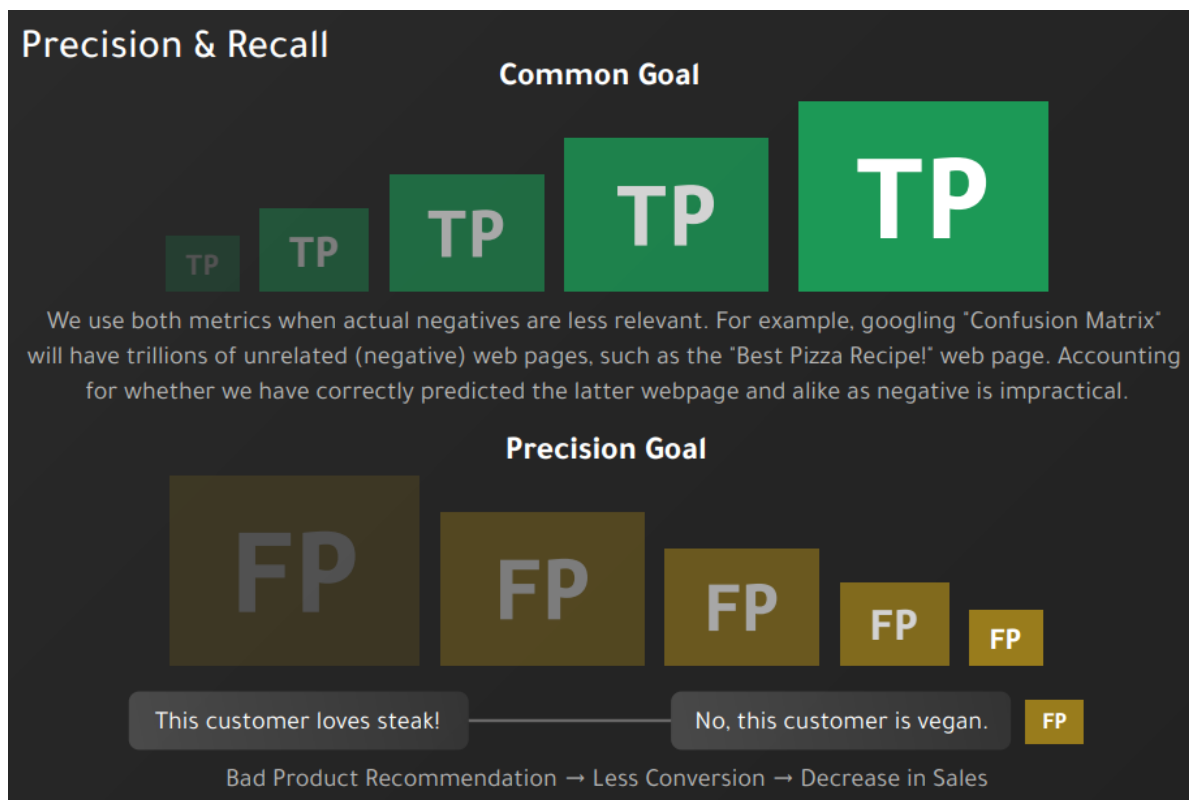 Precision & Recall
Common Goal
TP
TP
TP
TP
TP
We use both metrics when actual negatives are less relevant. For example, googling "Confusion Matrix"
will have trillions of unrelated (negative) web pages, such as the "Best Pizza Recipe!" web page. Accounting
for whether we have correctly predicted the latter webpage and alike as negative is impractical.
Precision Goal
FP
FP
FP
FP
FP
This customer loves steak!
No, this customer is vegan.
FP
Bad Product Recommendation → Less Conversion → Decrease in Sales